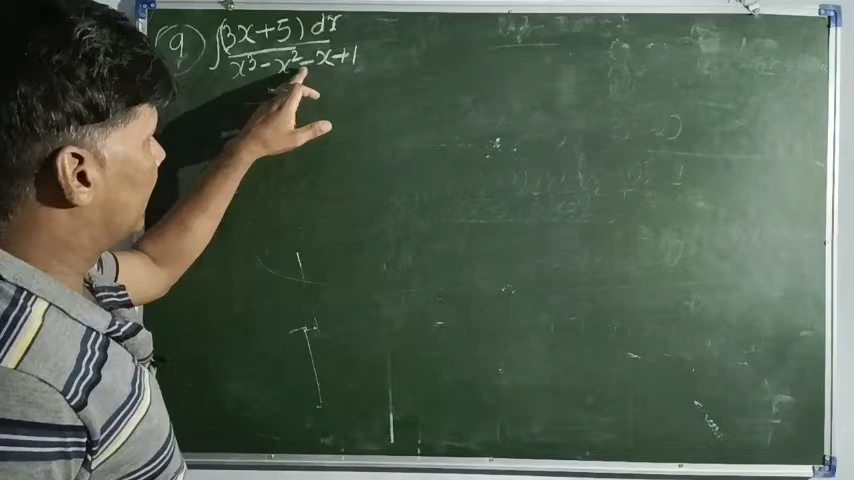 9 ∫ (3x+5) dx
x³-x²-x+1